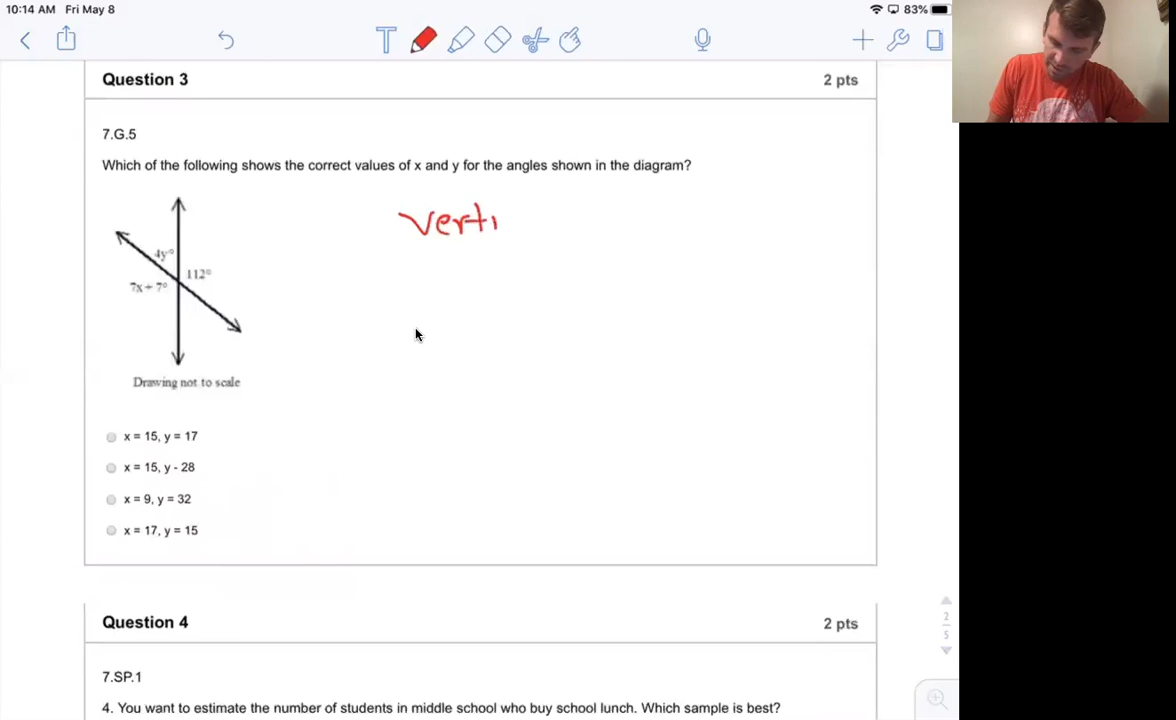 10:14 AM Fri May 8
83%
T
Question 3
2 pts
7.G.5
Which of the following shows the correct values of x and y for the angles shown in the diagram?
verti
4y°
112°
7x + 7°
Drawing not to scale
x = 15, y = 17
x = 15, y - 28
x = 9, y = 32
x = 17, y = 15
2
5
Question 4
2 pts
7.SP.1
4. You want to estimate the number of students in middle school who buy school lunch. Which sample is best?